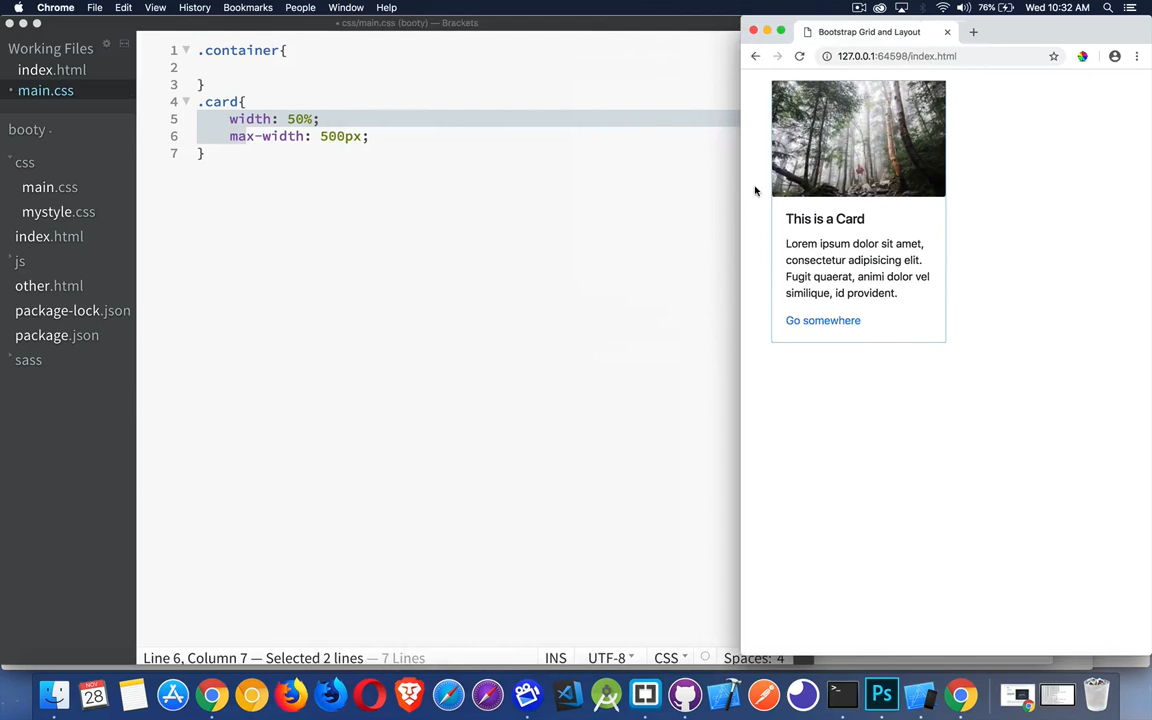 Chrome File Edit View History Bookmarks People Window Help 76% Wed 10:32 AM
• css/main.css (booty) — Brackets
Working Files
index.html
• main.css
booty
css
main.css
mystyle.css
index.html
js
other.html
package-lock.json
package.json
sass
1 .container{
2
3 }
4 .card{
5 width: 50%;
6 max-width: 500px;
7 }
Line 6, Column 7 — Selected 2 lines — 7 Lines INS UTF-8 CSS Spaces: 4
Bootstrap Grid and Layout
127.0.0.1:64598/index.html
This is a Card
Lorem ipsum dolor sit amet,
consectetur adipisicing elit.
Fugit quaerat, animi dolor vel
similique, id provident.
Go somewhere
NOV
28
Ps